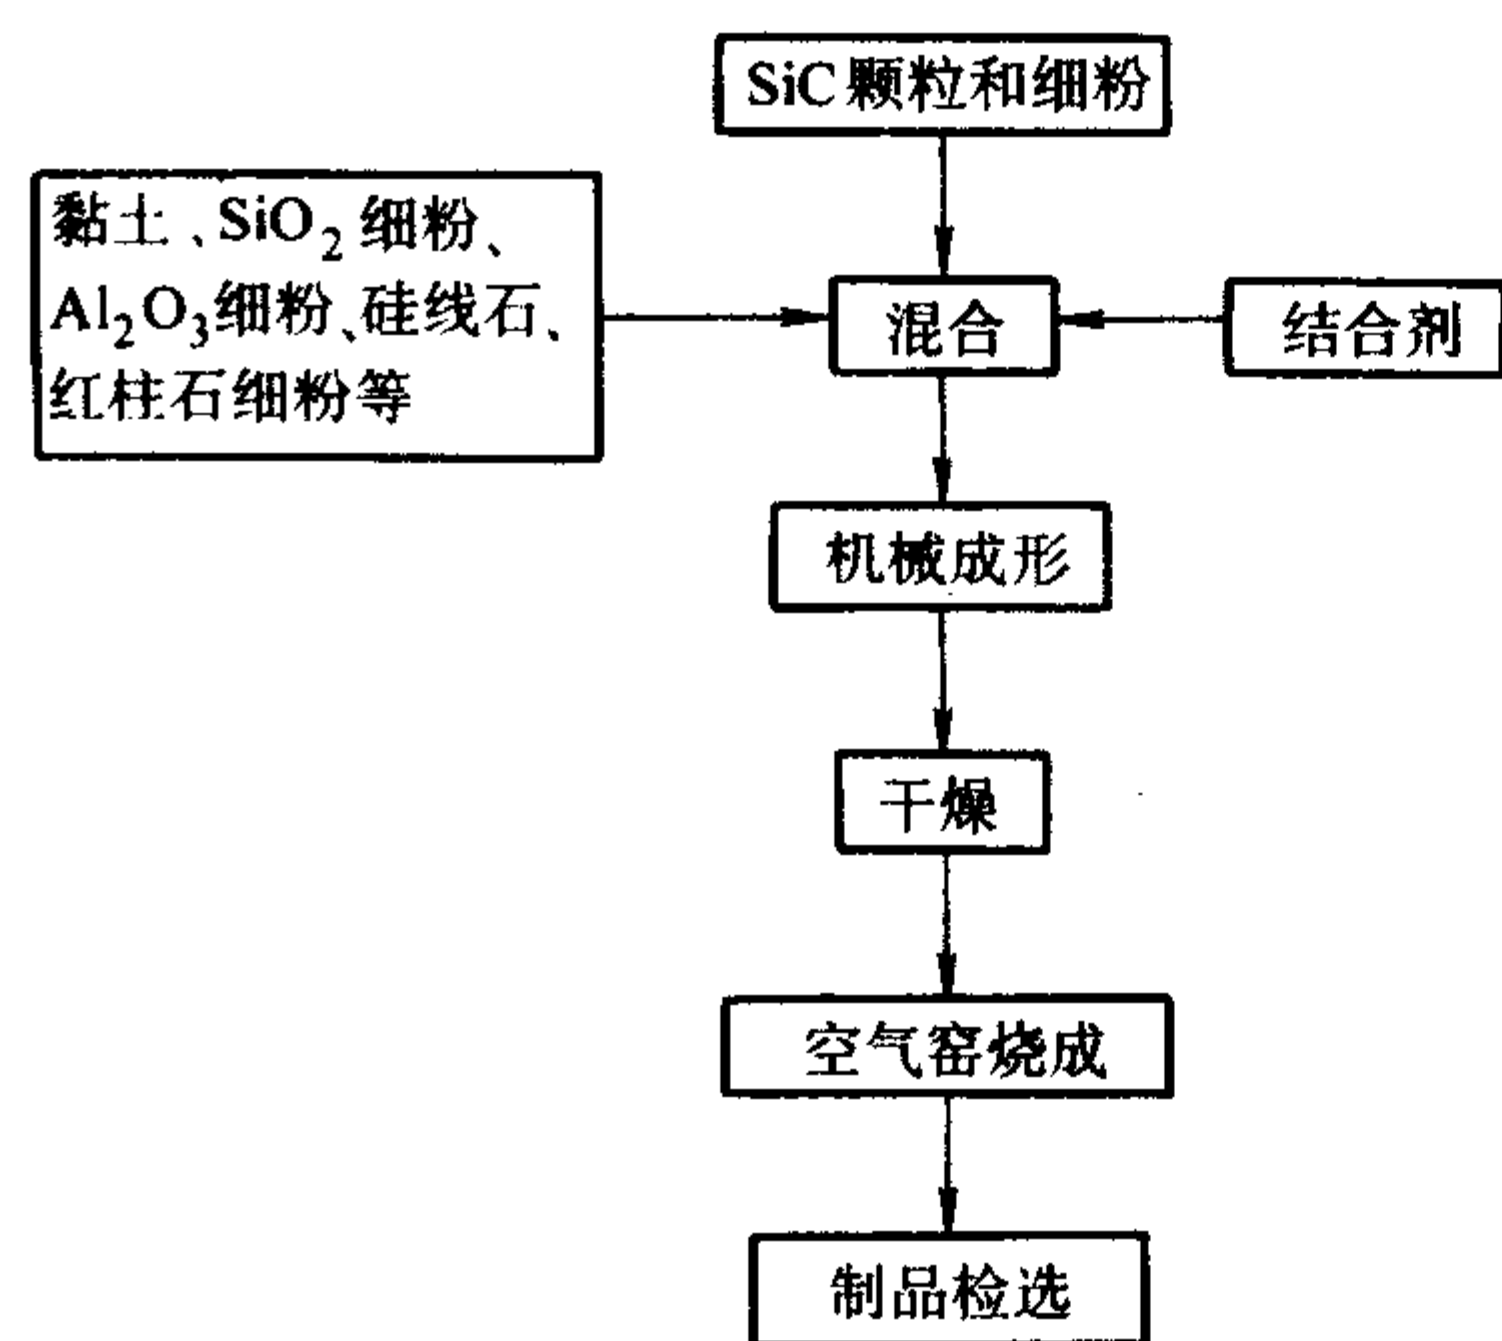 SiC颗粒和细粉
黏土、SiO₂细粉、
Al₂O₃细粉、硅线石、
红柱石细粉等
混合
结合剂
机械成形
干燥
空气窑烧成
制品检选